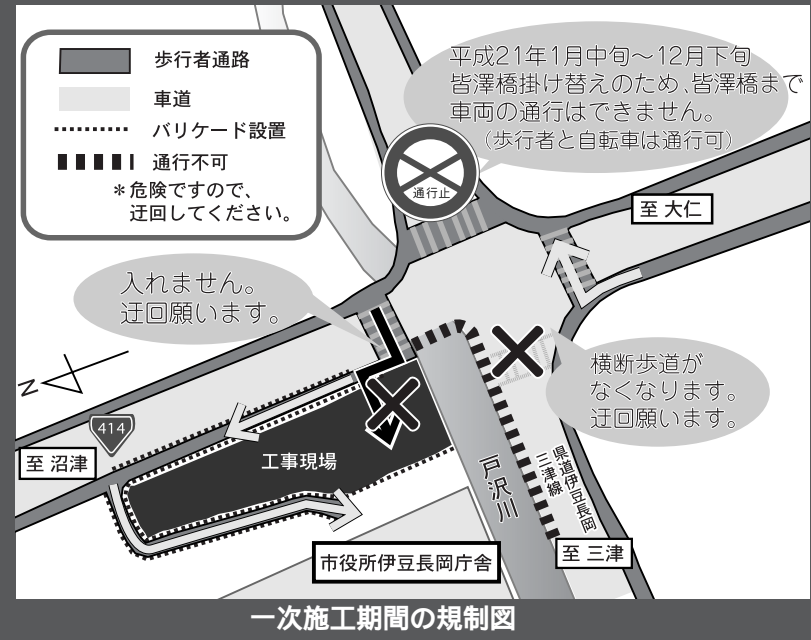 歩行者通路
車道
バリケード設置
通行不可
＊危険ですので、
迂回してください。
平成21年1月中旬～12月下旬
皆澤橋掛け替えのため、皆澤橋まで
車両の通行はできません。
（歩行者と自転車は通行可）
通行止
至 大仁
入れません。
迂回願います。
横断歩道が
なくなります。
迂回願います。
N
414
至 沼津
工事現場
戸沢川
県道伊豆長岡
三津線
市役所伊豆長岡庁舎
至 三津
一次施工期間の規制図